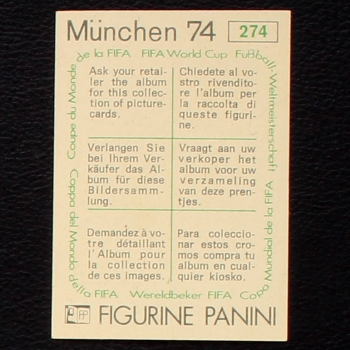 München 74 274
Coupe du Monde de la FIFA FIFA World Cup Fußball-Weltmeisterschaft
Ask your retai-
ler the album
for this collec-
tion of picture-
cards.
Chiedete al vo-
stro rivendito-
re l'album per
la raccolta di
queste figuri-
ne.
Verlangen Sie
bei Ihrem Ver-
käufer das Al-
bum für diese
Bildersamm-
lung.
Vraagt aan uw
verkoper het
album voor uw
verzameling
van deze pren-
tjes.
Demandez à vo-
tre détaillant
l'Album pour
la collection
de ces images.
Para coleccio-
nar estos cro-
mos compra tu
album en cual-
quier kiosko.
Coppa del Mondo della FIFA Wereldbeker FIFA Copa Mundial de la FIFA
FIGURINE PANINI